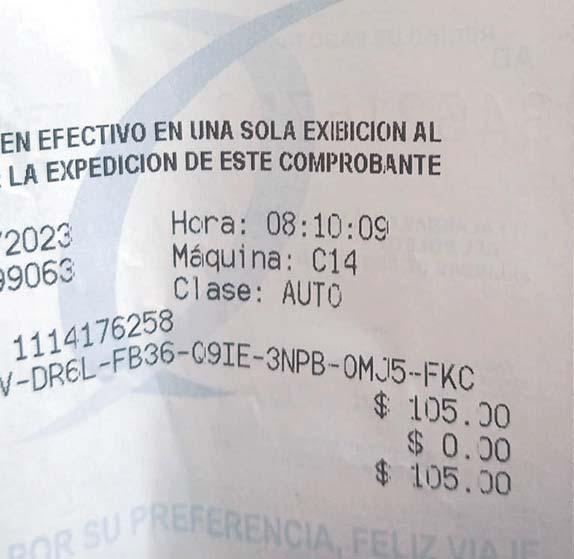 EN EFECTIVO EN UNA SOLA EXIBICION AL
LA EXPEDICION DE ESTE COMPROBANTE
/2023 Hora: 08:10:09
99063 Máquina: C14
Clase: AUTO
1114176258
V-DR6L-FB36-09IE-3NPB-0MJ5-FKC
$ 105.00
$ 0.00
$ 105.00
POR SU PREFERENCIA, FELIZ VIAJE